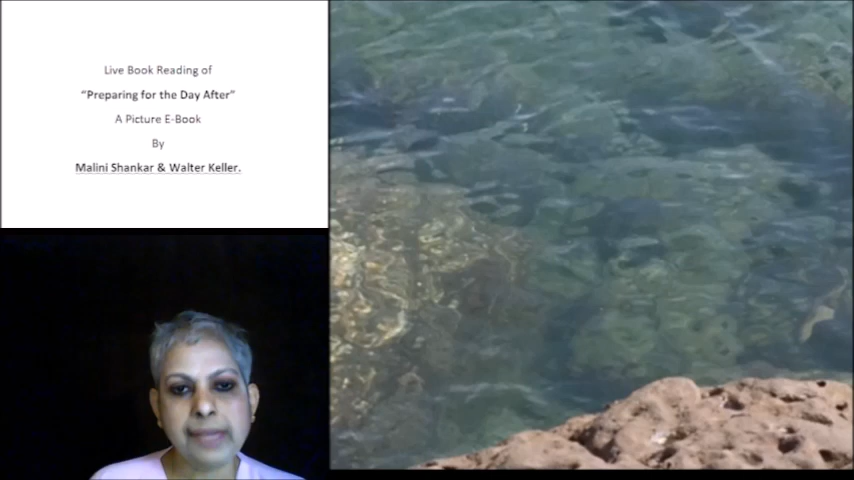 Live Book Reading of
“Preparing for the Day After”
A Picture E-Book
By
Malini Shankar & Walter Keller.